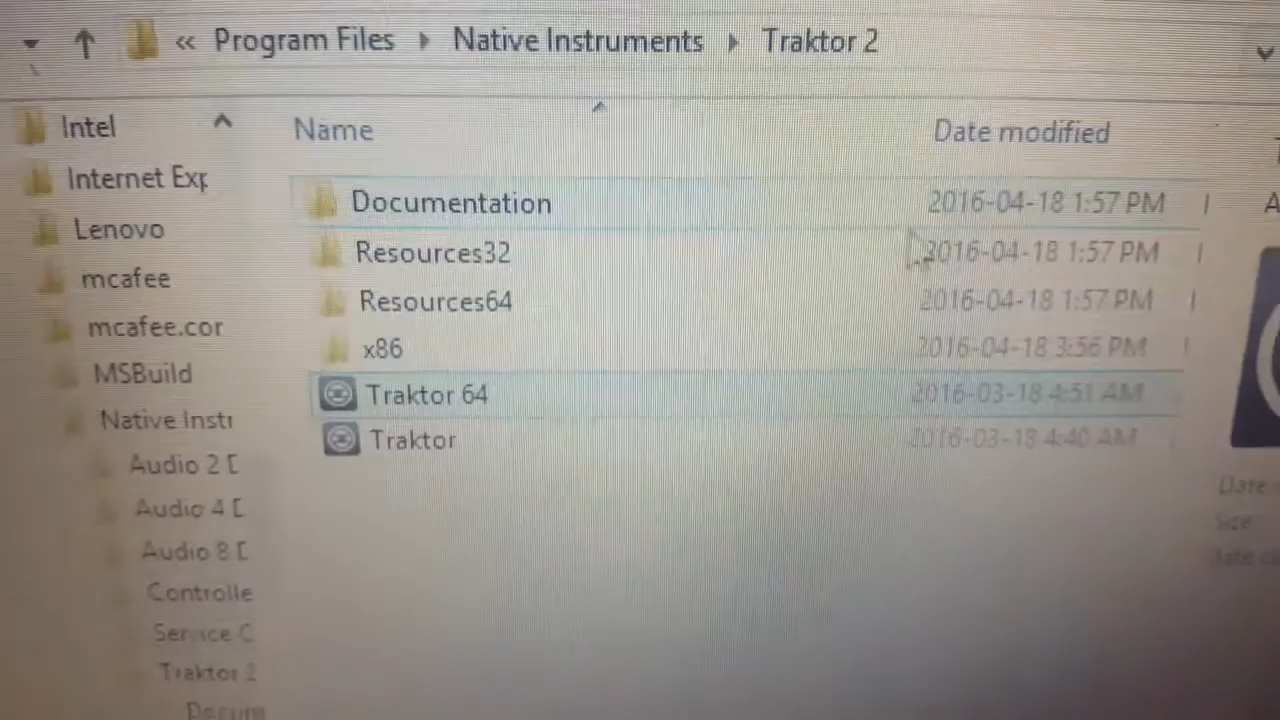 « Program Files Native Instruments Traktor 2
Name Date modified
Intel
Internet Exp
Lenovo
mcafee
mcafee.cor
MSBuild
Native Instr
Audio 2 D
Audio 4 D
Audio 8 D
Controlle
Service C
Traktor 2
Docum
Documentation 2016-04-18 1:57 PM
Resources32 2016-04-18 1:57 PM
Resources64 2016-04-18 1:57 PM
x86 2016-04-18 3:56 PM
Traktor 64 2016-03-18 4:51 AM
Traktor 2016-03-18 4:40 AM
A
Date
Size